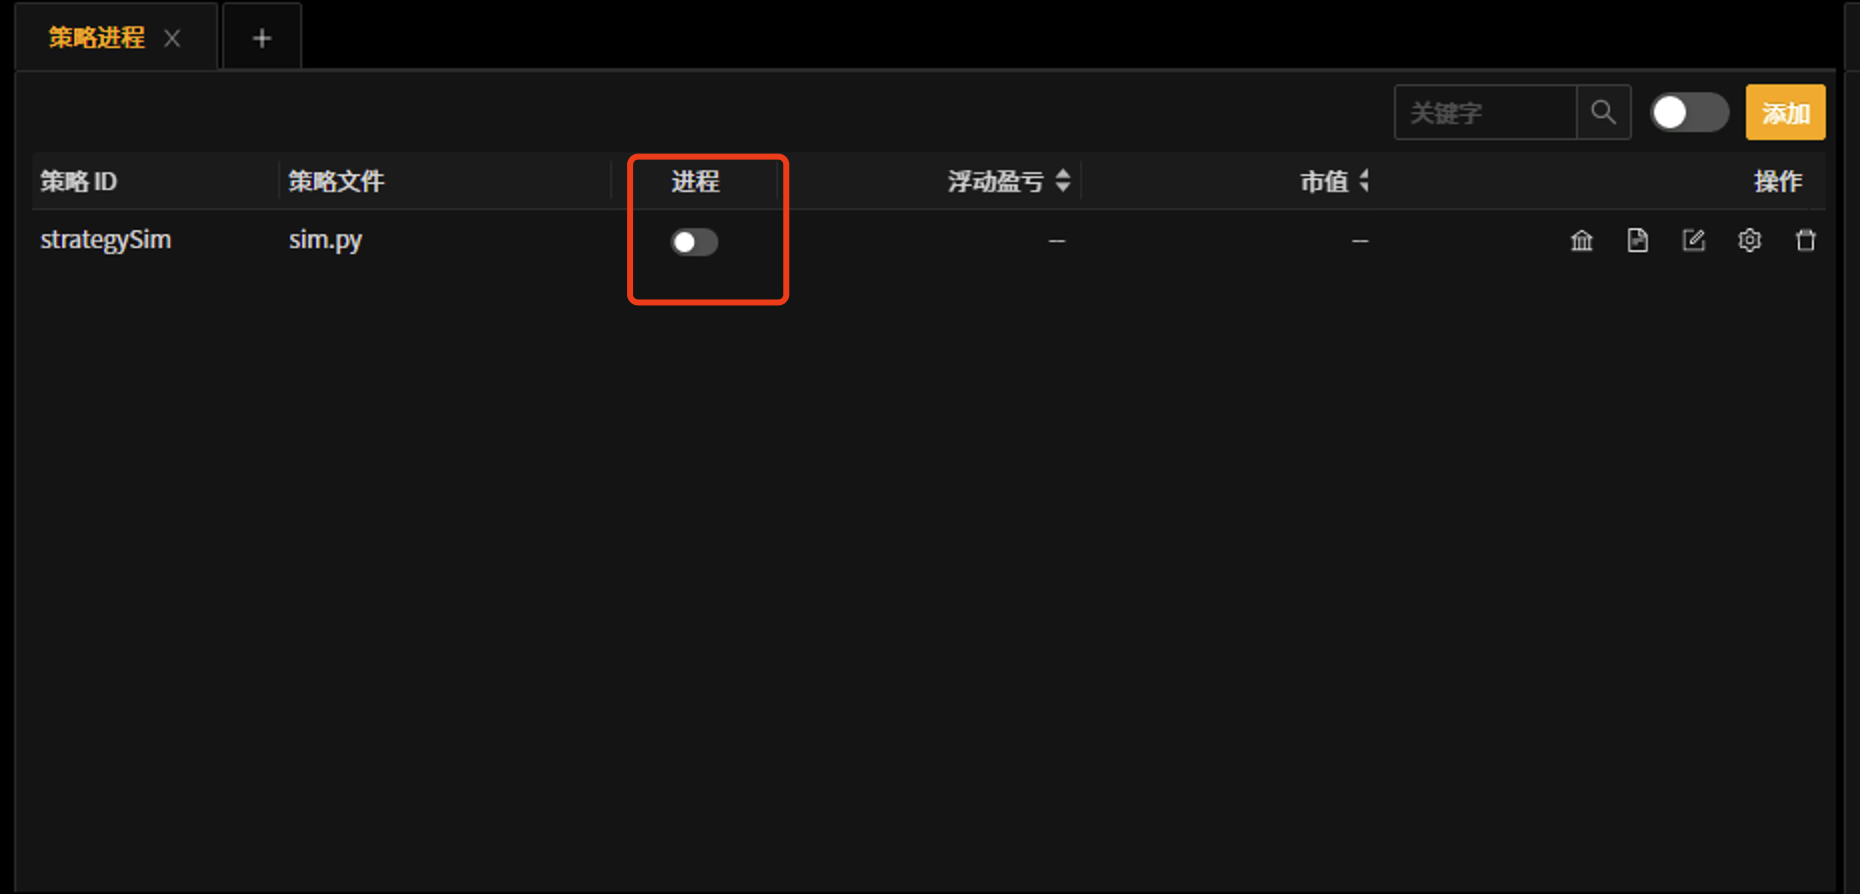 策略进程
关键字 添加
策略 ID 策略文件 进程 浮动盈亏 市值 操作
strategySim sim.py -- --